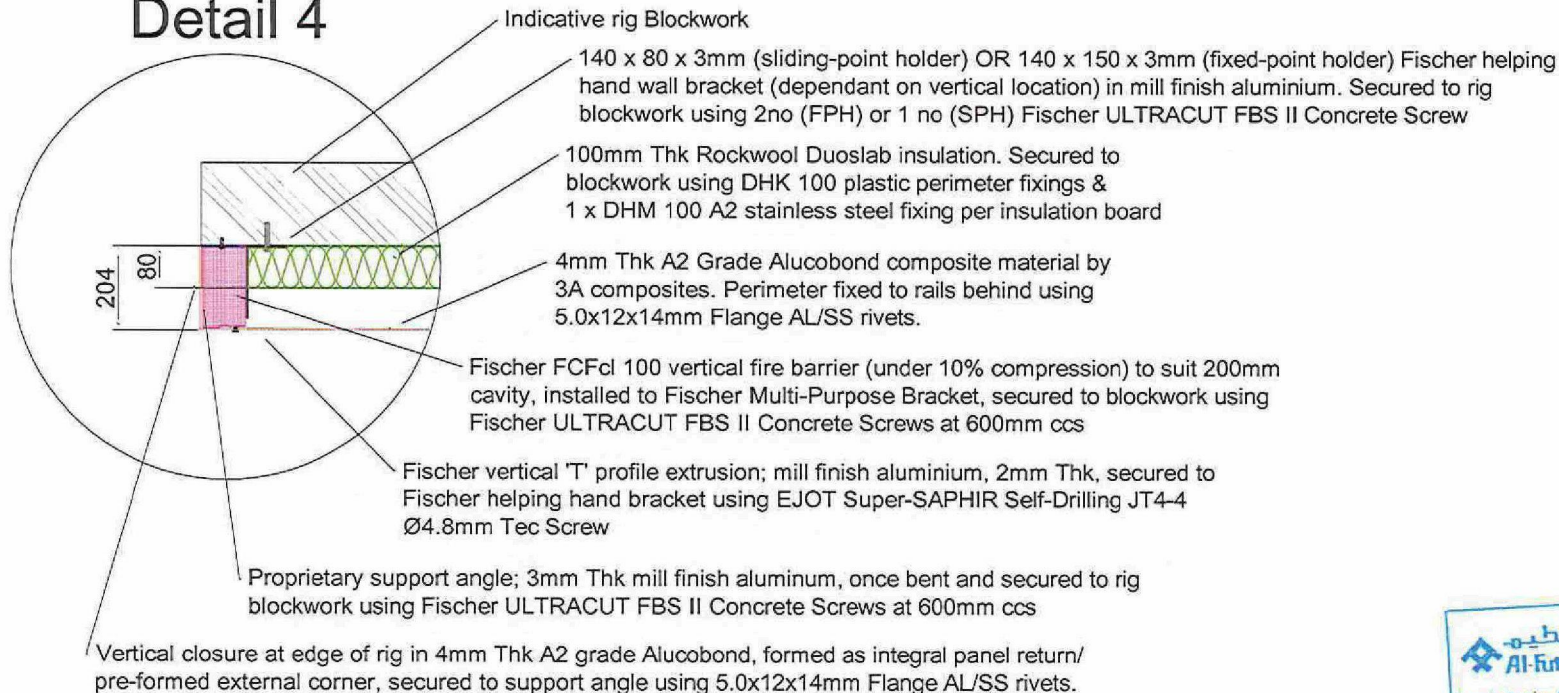 Detail 4
Indicative rig Blockwork
140 x 80 x 3mm (sliding-point holder) OR 140 x 150 x 3mm (fixed-point holder) Fischer helping
hand wall bracket (dependant on vertical location) in mill finish aluminium. Secured to rig
blockwork using 2no (FPH) or 1 no (SPH) Fischer ULTRACUT FBS II Concrete Screw
100mm Thk Rockwool Duoslab insulation. Secured to
blockwork using DHK 100 plastic perimeter fixings &
1 x DHM 100 A2 stainless steel fixing per insulation board
204
80
4mm Thk A2 Grade Alucobond composite material by
3A composites. Perimeter fixed to rails behind using
5.0x12x14mm Flange AL/SS rivets.
Fischer FCFcl 100 vertical fire barrier (under 10% compression) to suit 200mm
cavity, installed to Fischer Multi-Purpose Bracket, secured to blockwork using
Fischer ULTRACUT FBS II Concrete Screws at 600mm ccs
Fischer vertical 'T' profile extrusion; mill finish aluminium, 2mm Thk, secured to
Fischer helping hand bracket using EJOT Super-SAPHIR Self-Drilling JT4-4
Ø4.8mm Tec Screw
Proprietary support angle; 3mm Thk mill finish aluminum, once bent and secured to rig
blockwork using Fischer ULTRACUT FBS II Concrete Screws at 600mm ccs
Vertical closure at edge of rig in 4mm Thk A2 grade Alucobond, formed as integral panel return/
pre-formed external corner, secured to support angle using 5.0x12x14mm Flange AL/SS rivets.